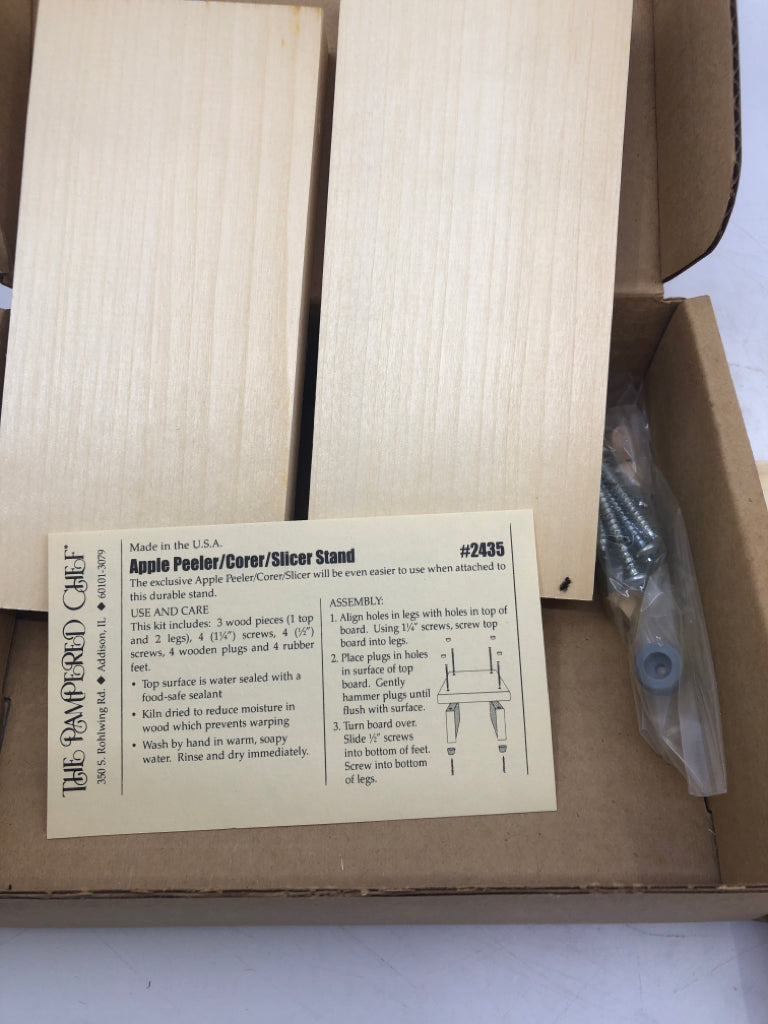 THE PAMPERED CHEF®
350 S. Rohlwing Rd. ◆ Addison, IL ◆ 60101-3079
Made in the U.S.A.
Apple Peeler/Corer/Slicer Stand #2435
The exclusive Apple Peeler/Corer/Slicer will be even easier to use when attached to
this durable stand.
USE AND CARE
This kit includes: 3 wood pieces (1 top
and 2 legs), 4 (1¼") screws, 4 (½")
screws, 4 wooden plugs and 4 rubber
feet.
• Top surface is water sealed with a
food-safe sealant
• Kiln dried to reduce moisture in
wood which prevents warping
• Wash by hand in warm, soapy
water. Rinse and dry immediately.
ASSEMBLY:
1. Align holes in legs with holes in top of
board. Using 1¼" screws, screw top
board into legs.
2. Place plugs in holes
in surface of top
board. Gently
hammer plugs until
flush with surface.
3. Turn board over.
Slide ½" screws
into bottom of feet.
Screw into bottom
of legs.